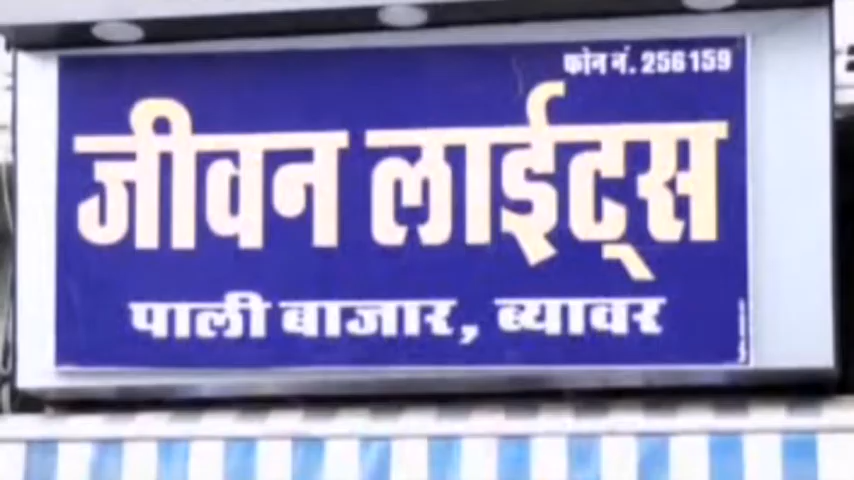 फोन नं. 256159
जीवन लाईट्स
पाली बाजार, ब्यावर